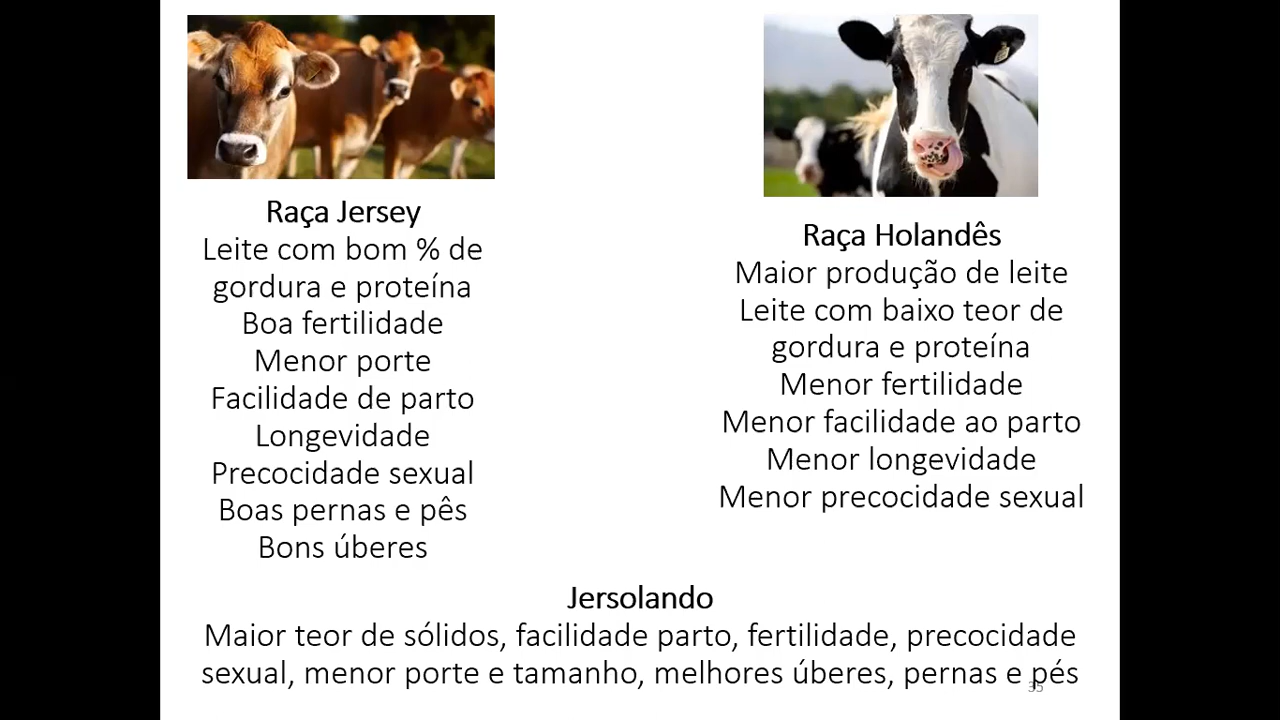 Raça Jersey
Leite com bom % de
gordura e proteína
Boa fertilidade
Menor porte
Facilidade de parto
Longevidade
Precocidade sexual
Boas pernas e pês
Bons úberes
Raça Holandês
Maior produção de leite
Leite com baixo teor de
gordura e proteína
Menor fertilidade
Menor facilidade ao parto
Menor longevidade
Menor precocidade sexual
Jersolando
Maior teor de sólidos, facilidade parto, fertilidade, precocidade
sexual, menor porte e tamanho, melhores úberes, pernas e pés
35